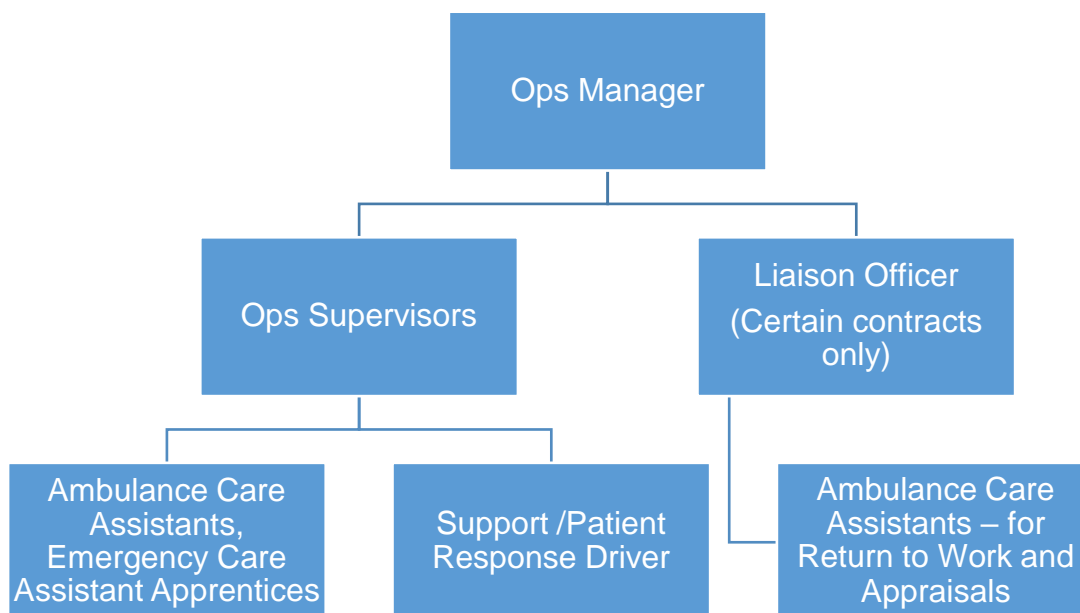 Ops Manager
Ops Supervisors
Liaison Officer
(Certain contracts
only)
Ambulance Care
Assistants,
Emergency Care
Assistant Apprentices
Support /Patient
Response Driver
Ambulance Care
Assistants – for
Return to Work and
Appraisals